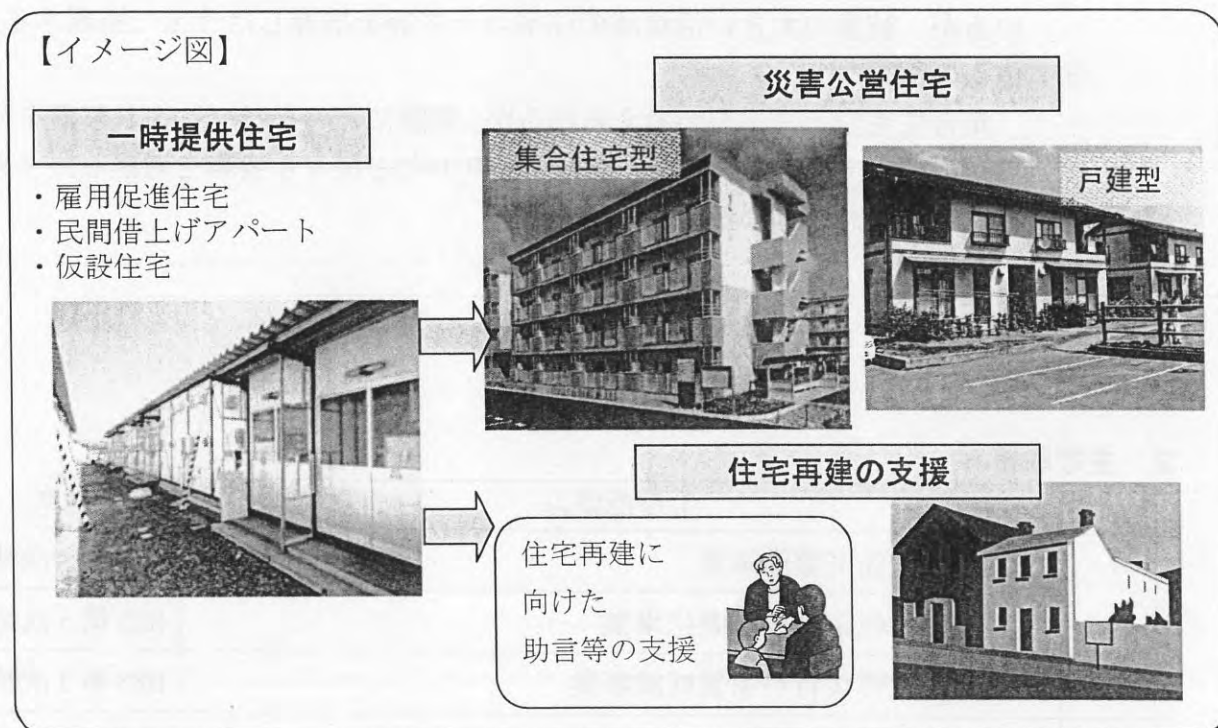 【イメージ図】
一時提供住宅
・雇用促進住宅
・民間借上げアパート
・仮設住宅
災害公営住宅
集合住宅型
戸建型
住宅再建の支援
住宅再建に
向けた
助言等の支援